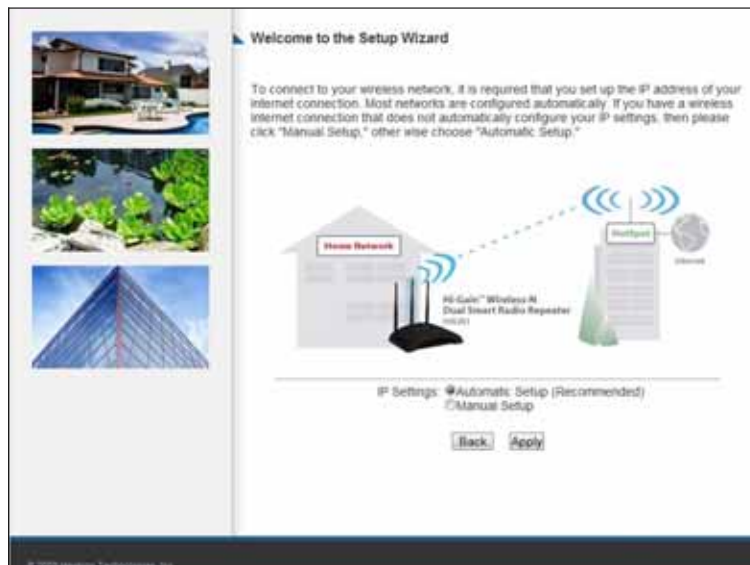 Welcome to the Setup Wizard
To connect to your wireless network, it is required that you set up the IP address of your
internet connection. Most networks are configured automatically. If you have a wireless
internet connection that does not automatically configure your IP settings, then please
click "Manual Setup," other wise choose "Automatic Setup."
Home Network
HotSpot
Internet
Hi-Gain™ Wireless-N
Dual Smart Radio Repeater
IP Settings: Automatic Setup (Recommended)
Manual Setup
Back Apply